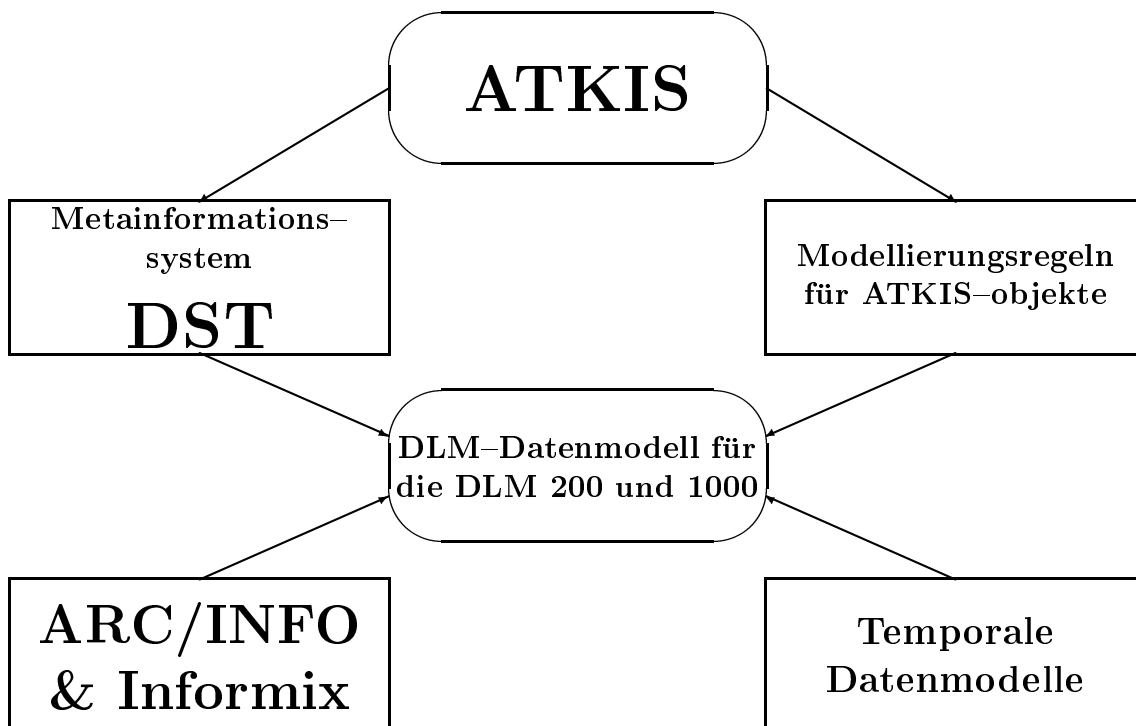 ATKIS
Metainformations–
system
DST
Modellierungsregeln
für ATKIS–objekte
DLM–Datenmodell für
die DLM 200 und 1000
ARC/INFO
& Informix
Temporale
Datenmodelle